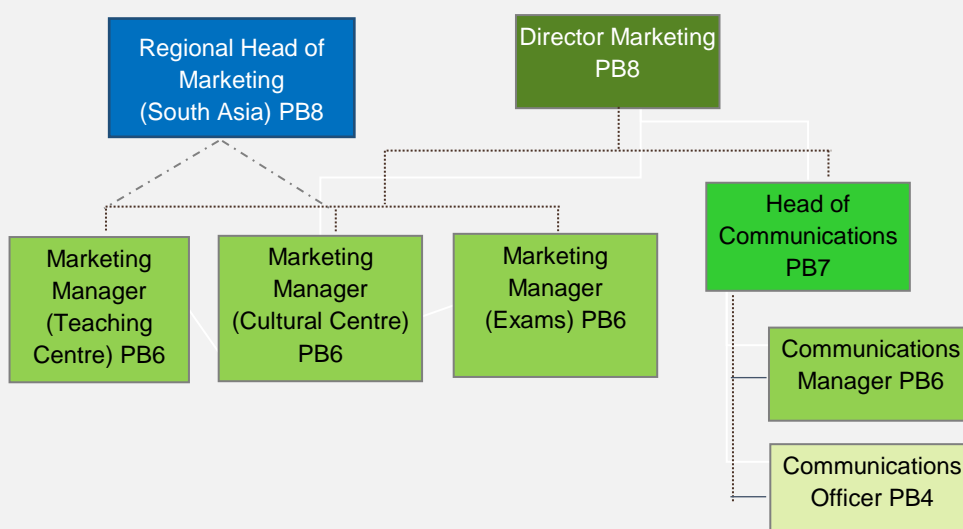 Regional Head of
Marketing
(South Asia) PB8
Director Marketing
PB8
Head of
Communications
PB7
Marketing
Manager
(Teaching
Centre) PB6
Marketing
Manager
(Cultural Centre)
PB6
Marketing
Manager
(Exams) PB6
Communications
Manager PB6
Communications
Officer PB4